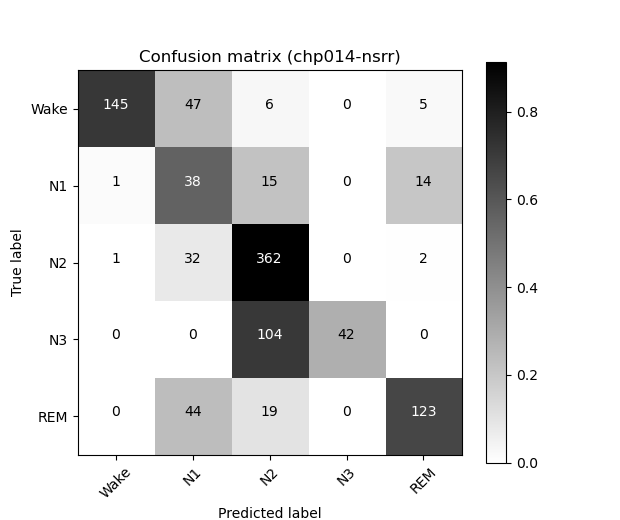 Confusion matrix (chp014-nsrr)
Wake 145 47 6 0 5
N1 1 38 15 0 14
N2 1 32 362 0 2
N3 0 0 104 42 0
REM 0 44 19 0 123
Wake N1 N2 N3 REM
Predicted label
True label
0.8
0.6
0.4
0.2
0.0